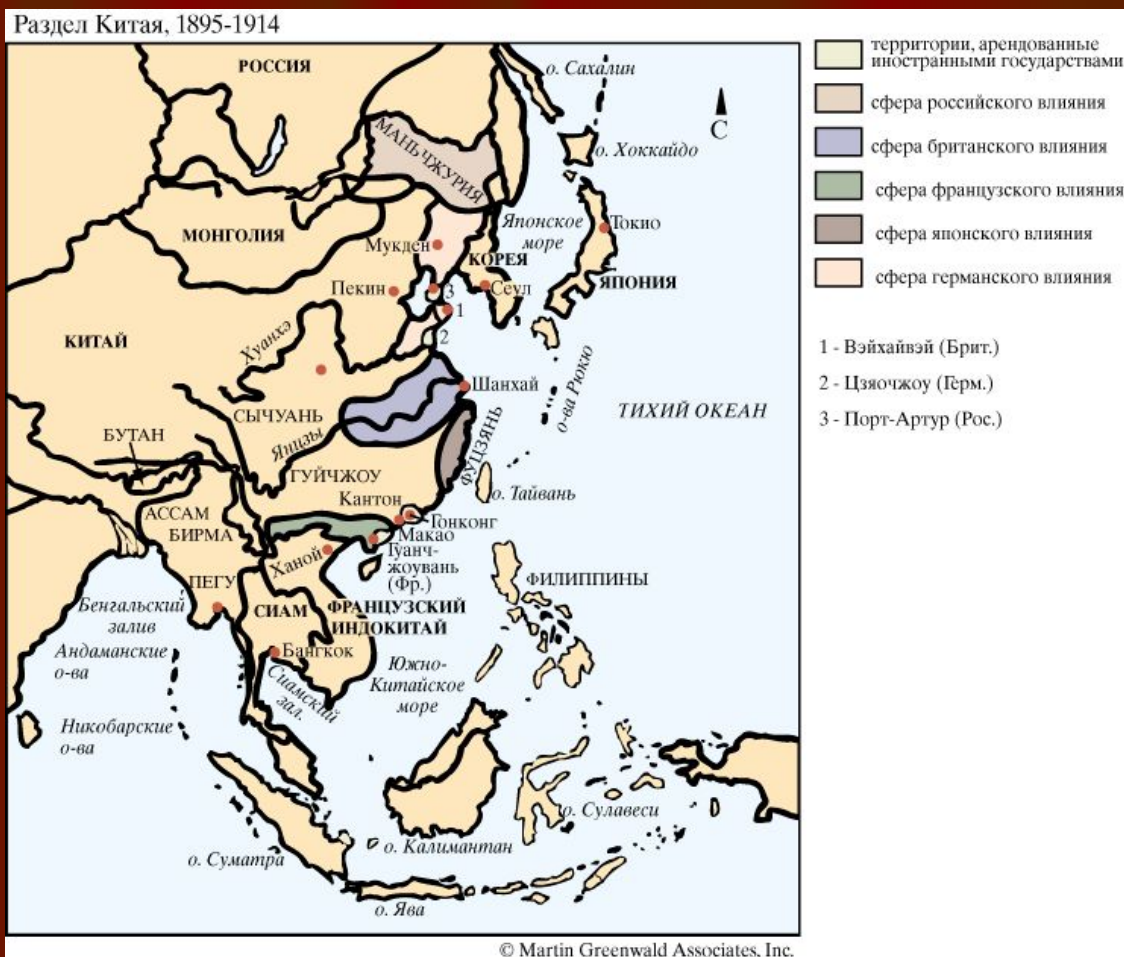 Раздел Китая, 1895-1914
РОССИЯ
о. Сахалин
С
МАНЬЧЖУРИЯ
о. Хоккайдо
МОНГОЛИЯ
Мукден
Японское
море
Токио
КОРЕЯ
ЯПОНИЯ
Пекин
3
Сеул
1
2
КИТАЙ
Хуанхэ
Шанхай
о-ва Рюкю
ТИХИЙ ОКЕАН
СЫЧУАНЬ
Янцзы
БУТАН
ФУЦЗЯНЬ
ГУЙЧЖОУ
о. Тайвань
Кантон
АССАМ
Гонконг
БИРМА
Макао
Гуанч-
жоувань
(Фр.)
Ханой
ПЕГУ
ФИЛИППИНЫ
Бенгальский
залив
СИАМ
ФРАНЦУЗСКИЙ
ИНДОКИТАЙ
Андаманские
о-ва
Бангкок
Южно-
Китайское
море
Сиамский
зал.
Никобарские
о-ва
о. Сулавеси
о. Калимантан
о. Суматра
о. Ява
территории, арендованные
иностранными государствами
сфера российского влияния
сфера британского влияния
сфера французского влияния
сфера японского влияния
сфера германского влияния
1 - Вэйхайвэй (Брит.)
2 - Цзяочжоу (Герм.)
3 - Порт-Артур (Рос.)
© Martin Greenwald Associates, Inc.